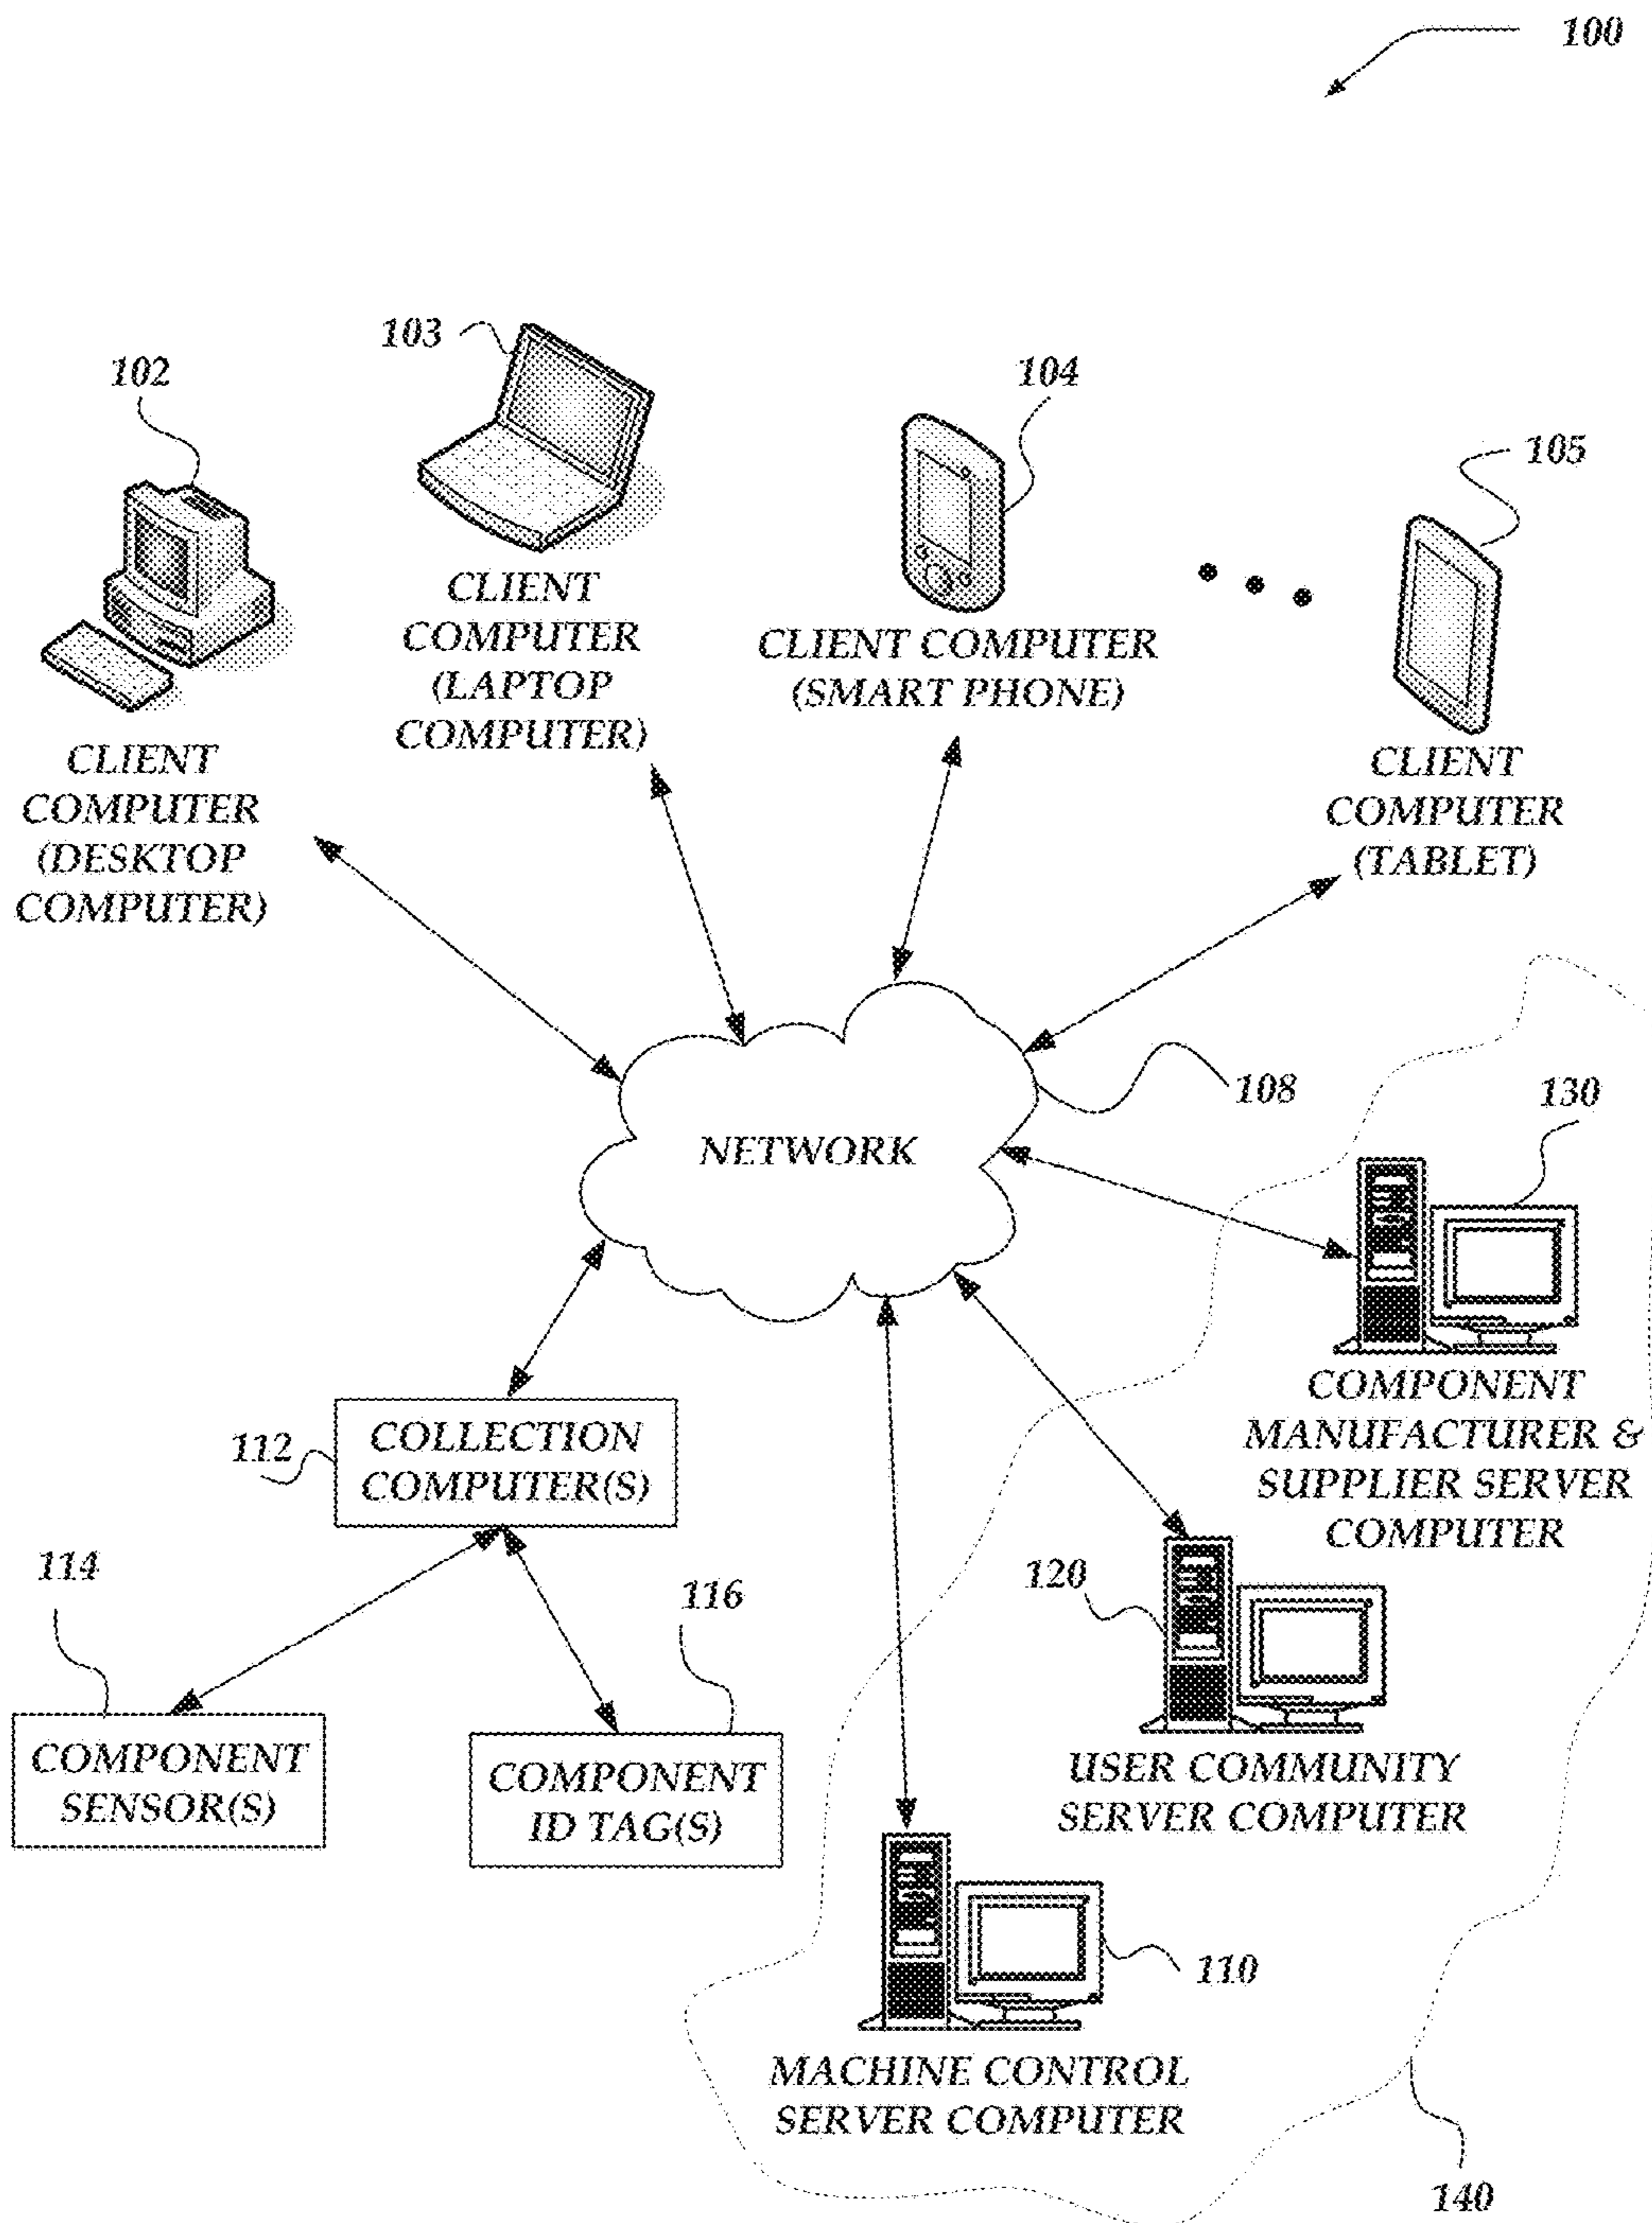 100
103
102
104
105
CLIENT
COMPUTER
(LAPTOP
COMPUTER)
CLIENT COMPUTER
(SMART PHONE)
CLIENT
COMPUTER
(DESKTOP
COMPUTER)
CLIENT
COMPUTER
(TABLET)
108
130
NETWORK
COMPONENT
MANUFACTURER &
SUPPLIER SERVER
COMPUTER
112
COLLECTION
COMPUTER(S)
114
116
120
COMPONENT
SENSOR(S)
COMPONENT
ID TAG(S)
USER COMMUNITY
SERVER COMPUTER
110
MACHINE CONTROL
SERVER COMPUTER
140